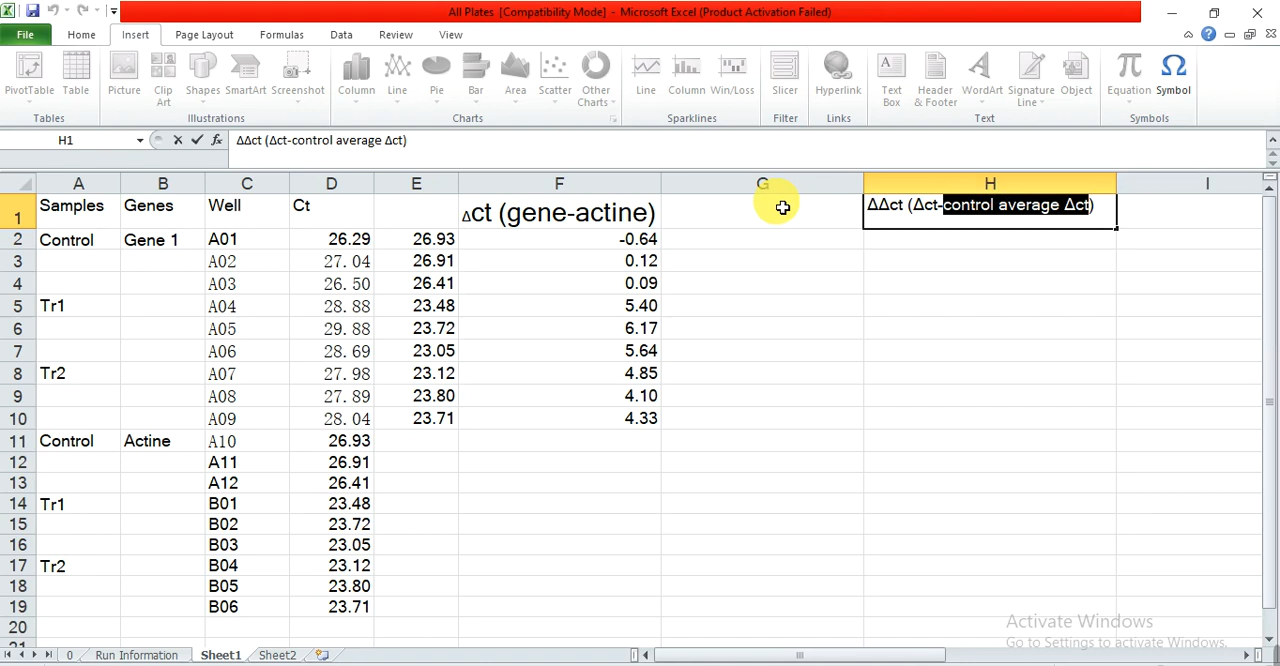 All Plates [Compatibility Mode] - Microsoft Excel (Product Activation Failed)
File Home Insert Page Layout Formulas Data Review View
PivotTable Table Picture Clip Art Shapes SmartArt Screenshot Column Line Pie Bar Area Scatter Other Charts Line Column Win/Loss Slicer Hyperlink Text Box Header & Footer WordArt Signature Line Object Equation Symbol
Tables Illustrations Charts Sparklines Filter Links Text Symbols
H1 fx ΔΔct (Δct-control average Δct)
A B C D E F G H I
1 Samples Genes Well Ct Δct (gene-actine) ΔΔct (Δct-control average Δct)
2 Control Gene 1 A01 26.29 26.93 -0.64
3 A02 27.04 26.91 0.12
4 A03 26.50 26.41 0.09
5 Tr1 A04 28.88 23.48 5.40
6 A05 29.88 23.72 6.17
7 A06 28.69 23.05 5.64
8 Tr2 A07 27.98 23.12 4.85
9 A08 27.89 23.80 4.10
10 A09 28.04 23.71 4.33
11 Control Actine A10 26.93
12 A11 26.91
13 A12 26.41
14 Tr1 B01 23.48
15 B02 23.72
16 B03 23.05
17 Tr2 B04 23.12
18 B05 23.80
19 B06 23.71
20
21
Activate Windows
Go to Settings to activate Windows.
0 Run Information Sheet1 Sheet2